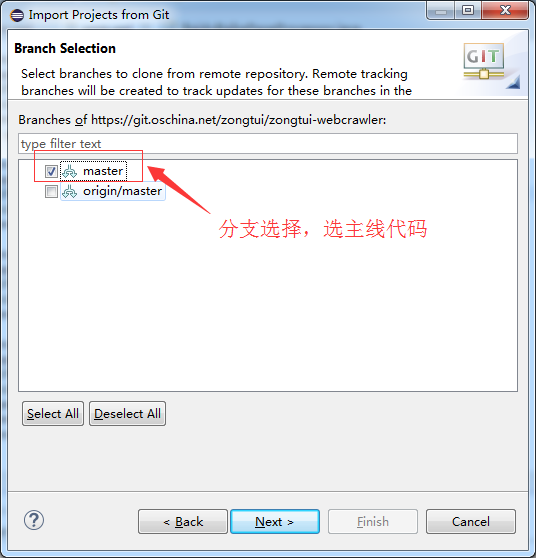 Import Projects from Git
Branch Selection
GIT
Select branches to clone from remote repository. Remote tracking
branches will be created to track updates for these branches in the
Branches of https://git.oschina.net/zongtui/zongtui-webcrawler:
type filter text
master
origin/master
分支选择，选主线代码
Select All
Deselect All
?
< Back
Next >
Finish
Cancel